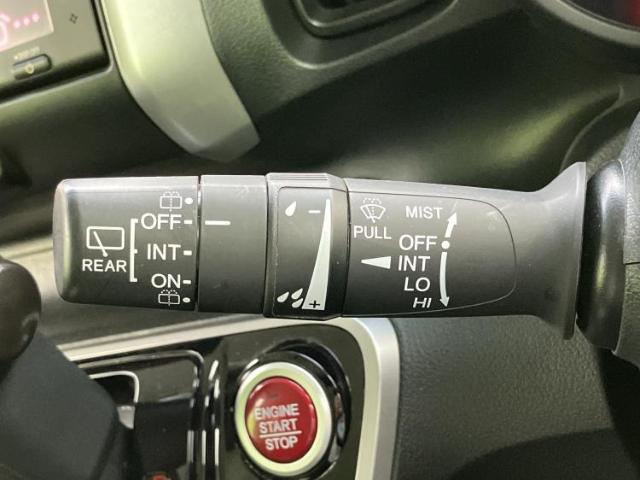 REAR
OFF
INT
ON
−
+
PULL
MIST
OFF
INT
LO
HI
ENGINE
START
STOP